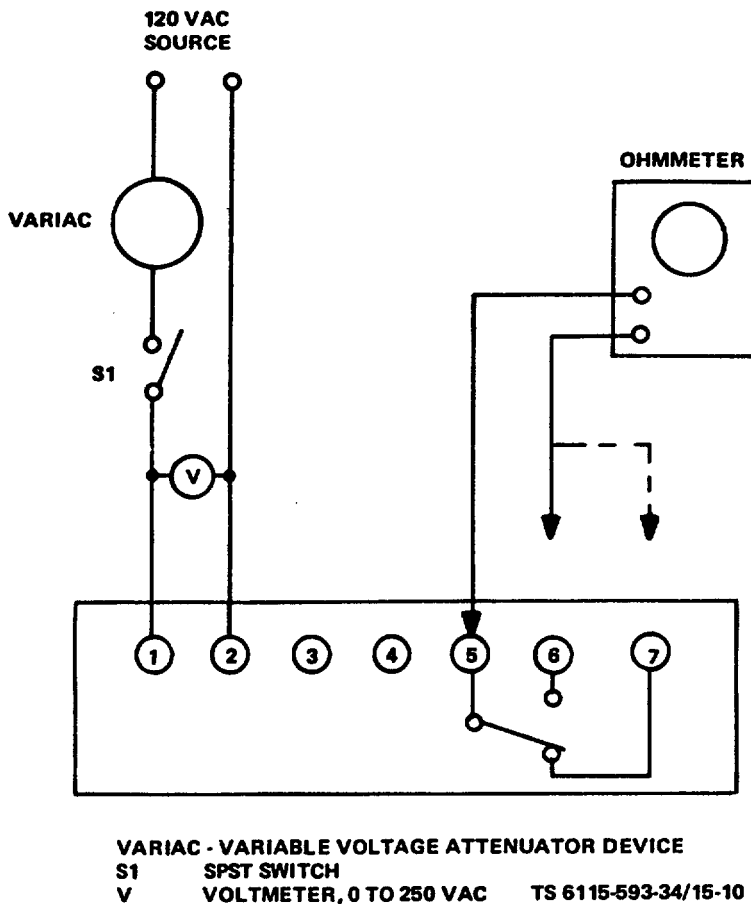 120 VAC
SOURCE
OHMMETER
VARIAC
S1
V
1 2 3 4 5 6 7
VARIAC - VARIABLE VOLTAGE ATTENUATOR DEVICE
S1 SPST SWITCH
V VOLTMETER, 0 TO 250 VAC TS 6115-593-34/15-10